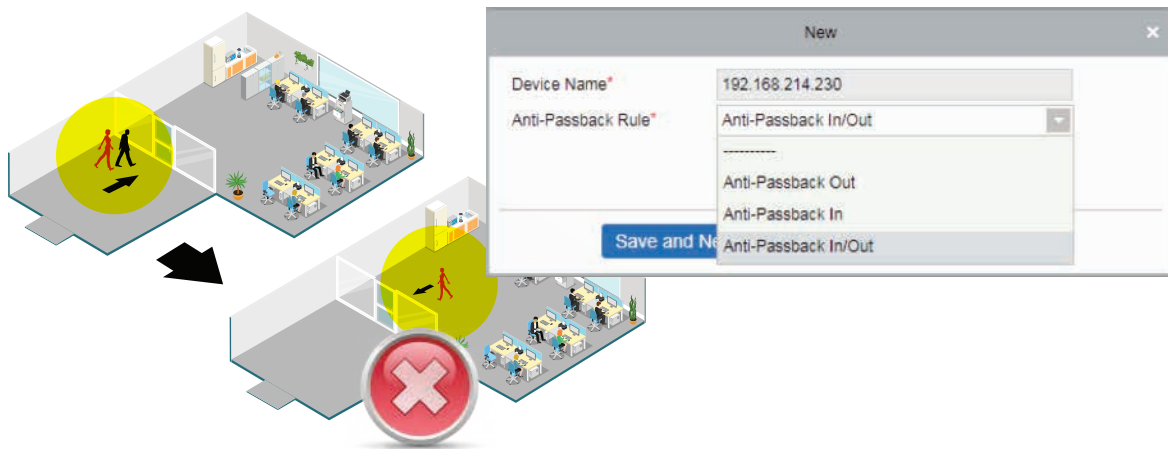 New
Device Name* 192.168.214.230
Anti-Passback Rule* Anti-Passback In/Out
----------
Anti-Passback Out
Anti-Passback In
Save and Ne Anti-Passback In/Out